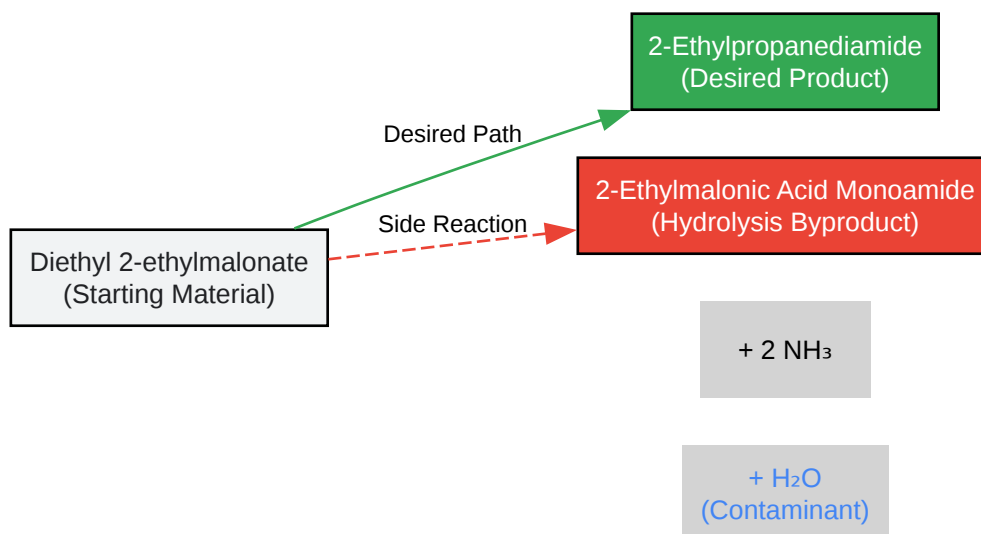 2-Ethylpropanediamide
(Desired Product)
Desired Path
2-Ethylmalonic Acid Monoamide
(Hydrolysis Byproduct)
Side Reaction
Diethyl 2-ethylmalonate
(Starting Material)
+ 2 NH₃
+ H₂O
(Contaminant)